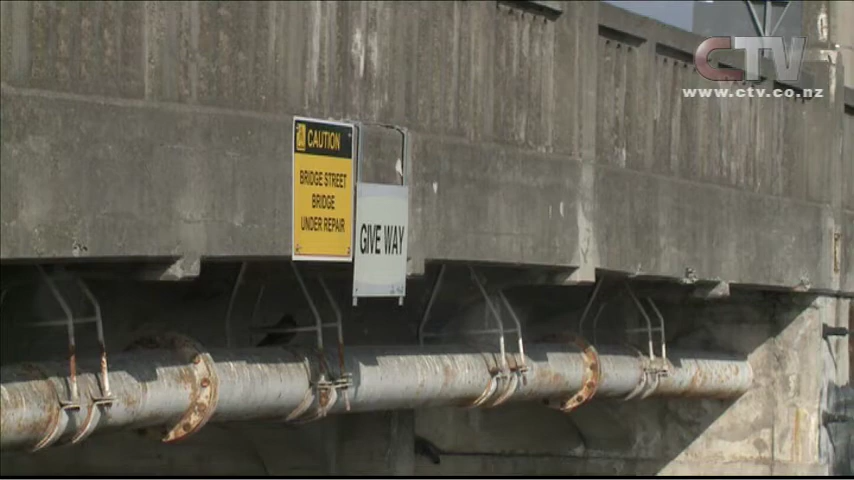 CTV
www.ctv.co.nz
CAUTION
BRIDGE STREET
BRIDGE
UNDER REPAIR
GIVE WAY